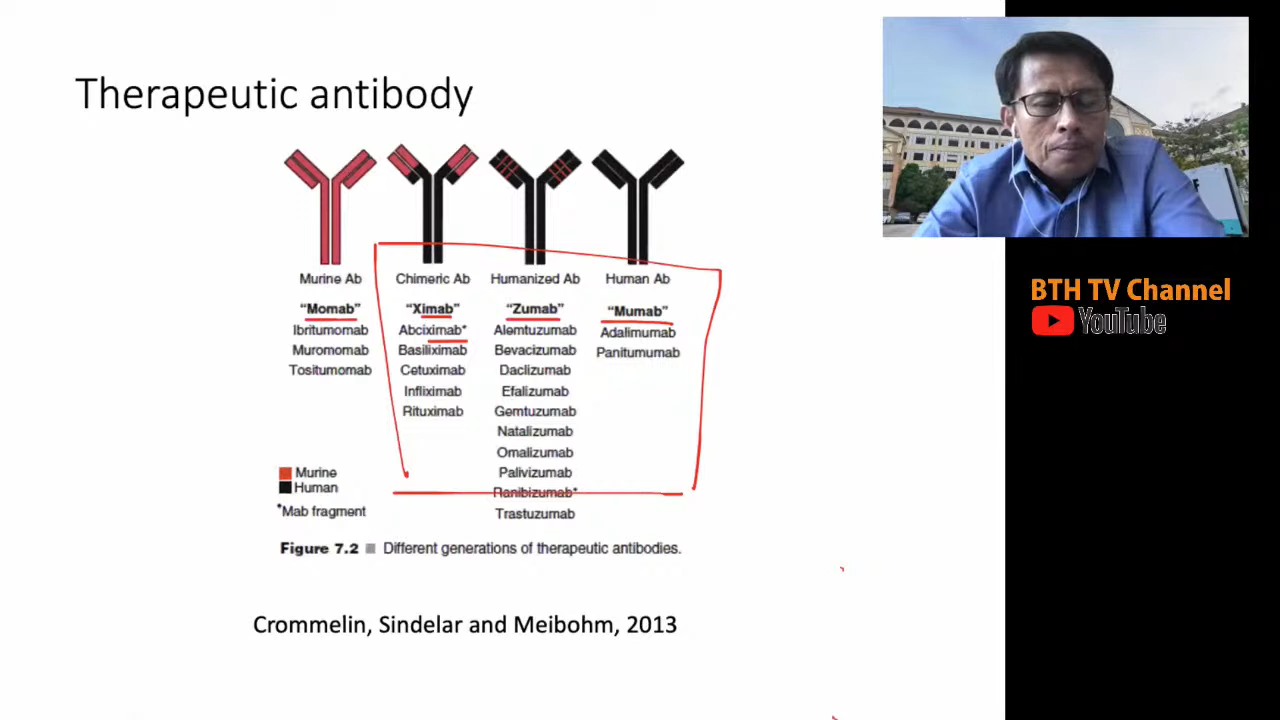 Therapeutic antibody
Murine Ab
Chimeric Ab
Humanized Ab
Human Ab
“Momab”
“Ximab”
“Zumab”
“Mumab”
Ibritumomab
Abciximab*
Alemtuzumab
Adalimumab
Muromomab
Basiliximab
Bevacizumab
Panitumumab
Tositumomab
Cetuximab
Daclizumab
Infliximab
Efalizumab
Rituximab
Gemtuzumab
Natalizumab
Omalizumab
Palivizumab
Ranibizumab*
Trastuzumab
Murine
Human
*Mab fragment
Figure 7.2 Different generations of therapeutic antibodies.
Crommelin, Sindelar and Meibohm, 2013
BTH TV Channel
YouTube